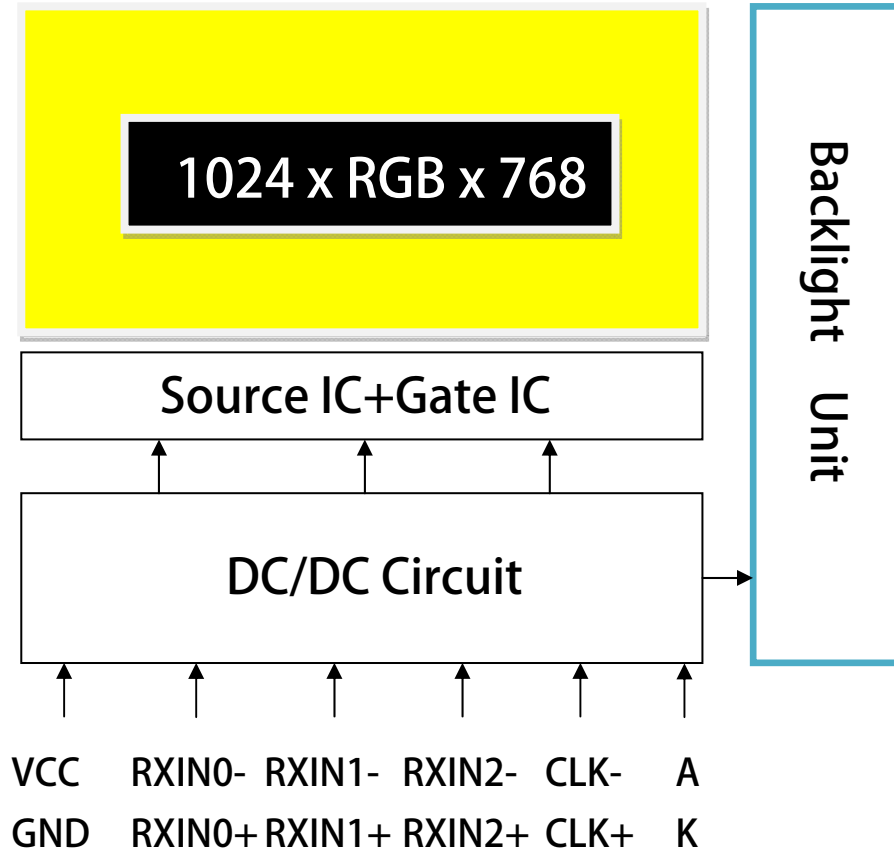 1024 x RGB x 768
Backlight Unit
Source IC+Gate IC
DC/DC Circuit
VCC RXIN0- RXIN1- RXIN2- CLK- A
GND RXIN0+ RXIN1+ RXIN2+ CLK+ K